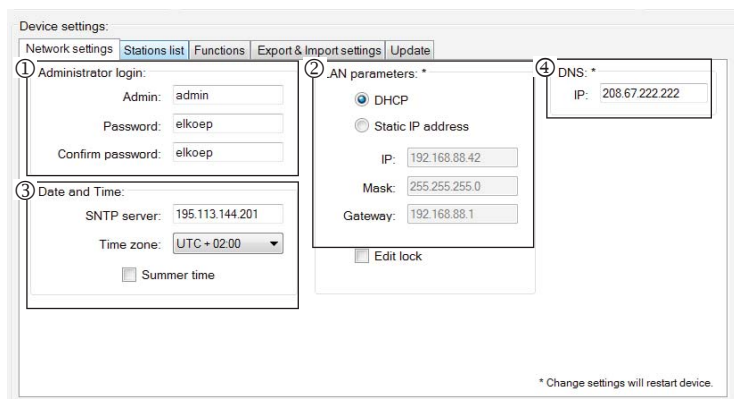 Device settings:
Network settings Stations list Functions Export & Import settings Update
① Administrator login:
Admin: admin
Password: elkoep
Confirm password: elkoep
② LAN parameters: *
DHCP
Static IP address
IP: 192.168.88.42
Mask: 255.255.255.0
Gateway: 192.168.88.1
Edit lock
③ Date and Time:
SNTP server: 195.113.144.201
Time zone: UTC + 02:00
Summer time
④ DNS: *
IP: 208.67.222.222
* Change settings will restart device.